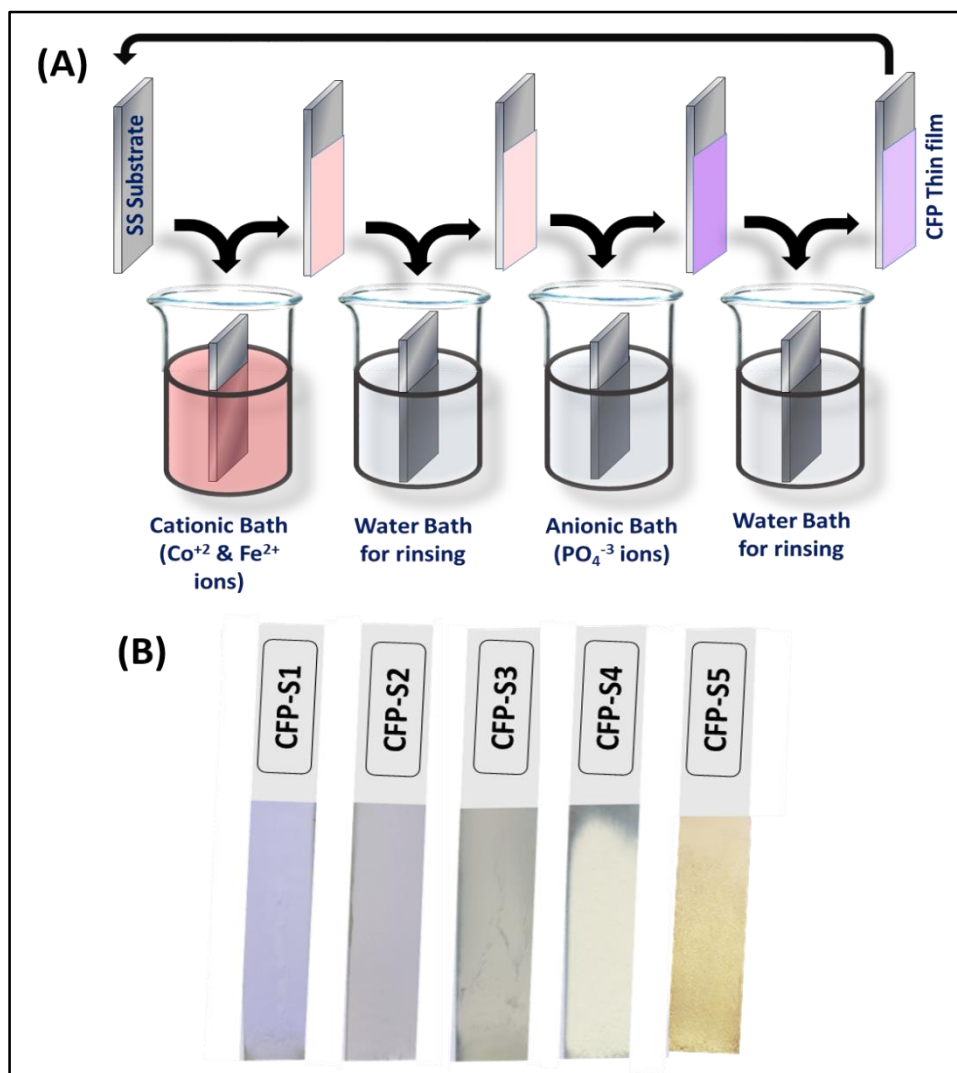 (A)
SS Substrate
CFP Thin film
Cationic Bath
(Co⁺² & Fe²⁺
ions)
Water Bath
for rinsing
Anionic Bath
(PO₄⁻³ ions)
Water Bath
for rinsing
(B)
CFP-S1
CFP-S2
CFP-S3
CFP-S4
CFP-S5